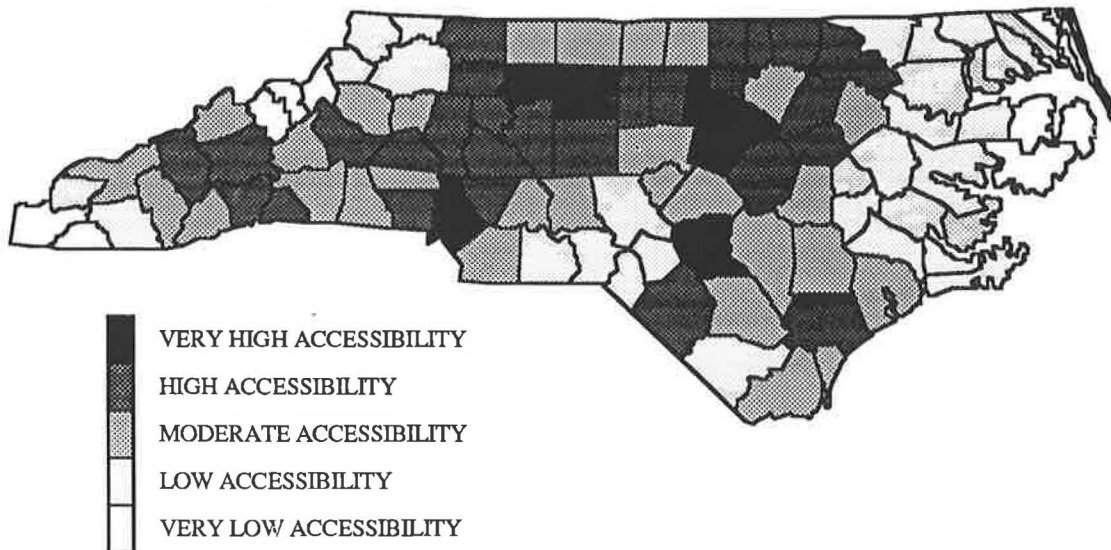 VERY HIGH ACCESSIBILITY
HIGH ACCESSIBILITY
MODERATE ACCESSIBILITY
LOW ACCESSIBILITY
VERY LOW ACCESSIBILITY